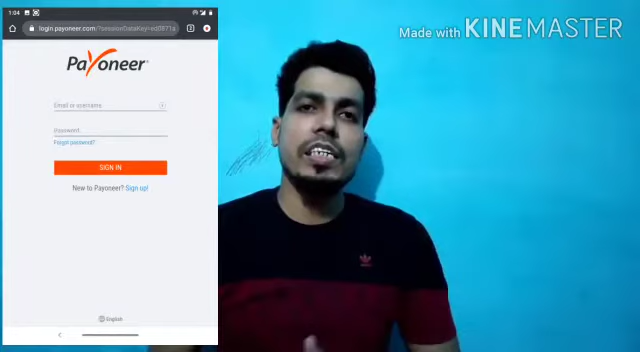 Made with KINEMASTER
1:04
login.payoneer.com
3
Payoneer
Email or username
Password
Forgot password?
SIGN IN
New to Payoneer? Sign up!
English